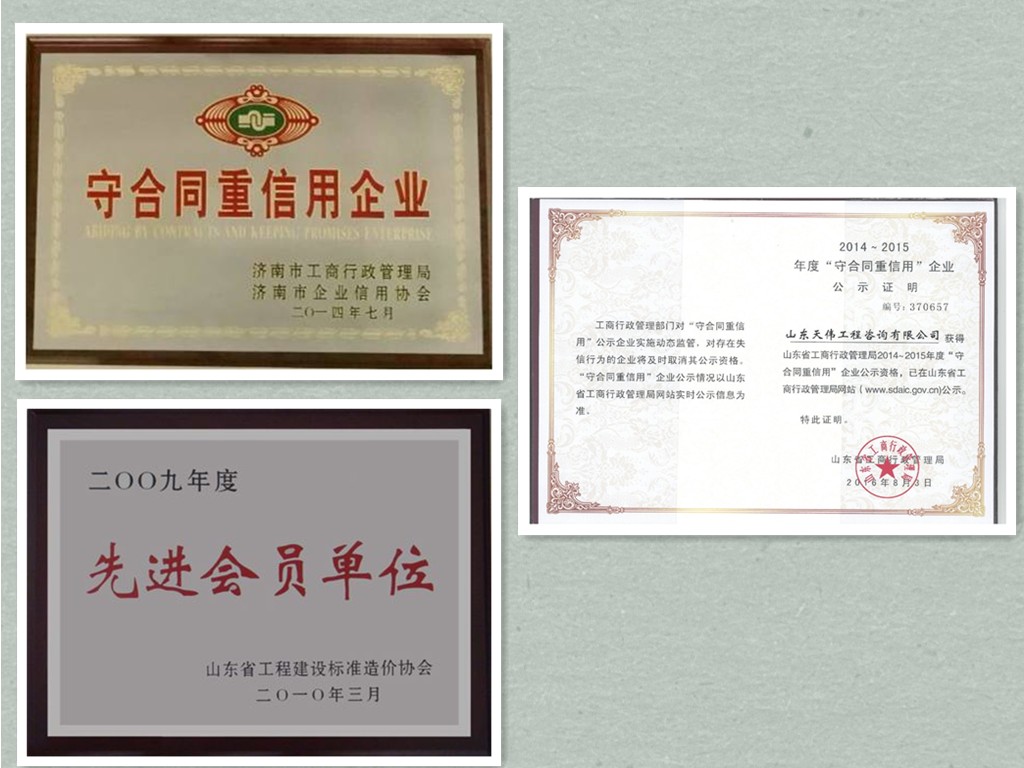 守合同重信用企业
ABIDING BY CONTRACTS AND KEEPING PROMISES ENTERPRISE
济南市工商行政管理局
济南市企业信用协会
二〇一四年七月
二〇〇九年度
先进会员单位
山东省工程建设标准造价协会
二〇一〇年三月
工商行政管理部门对“守合同重信
用”公示企业实施动态监管，对存在失
信行为的企业将及时取消其公示资格。
“守合同重信用”企业公示情况以山东
省工商行政管理局网站实时公示信息为
准。
2014～2015
年度“守合同重信用”企业
公示证明
编号：370657
山东天伟工程咨询有限公司 获得
山东省工商行政管理局2014~2015年度“守
合同重信用”企业公示资格，已在山东省工
商行政管理局网站（www.sdaic.gov.cn)公示。
特此证明。
山东省工商行政管理局
2016年8月3日